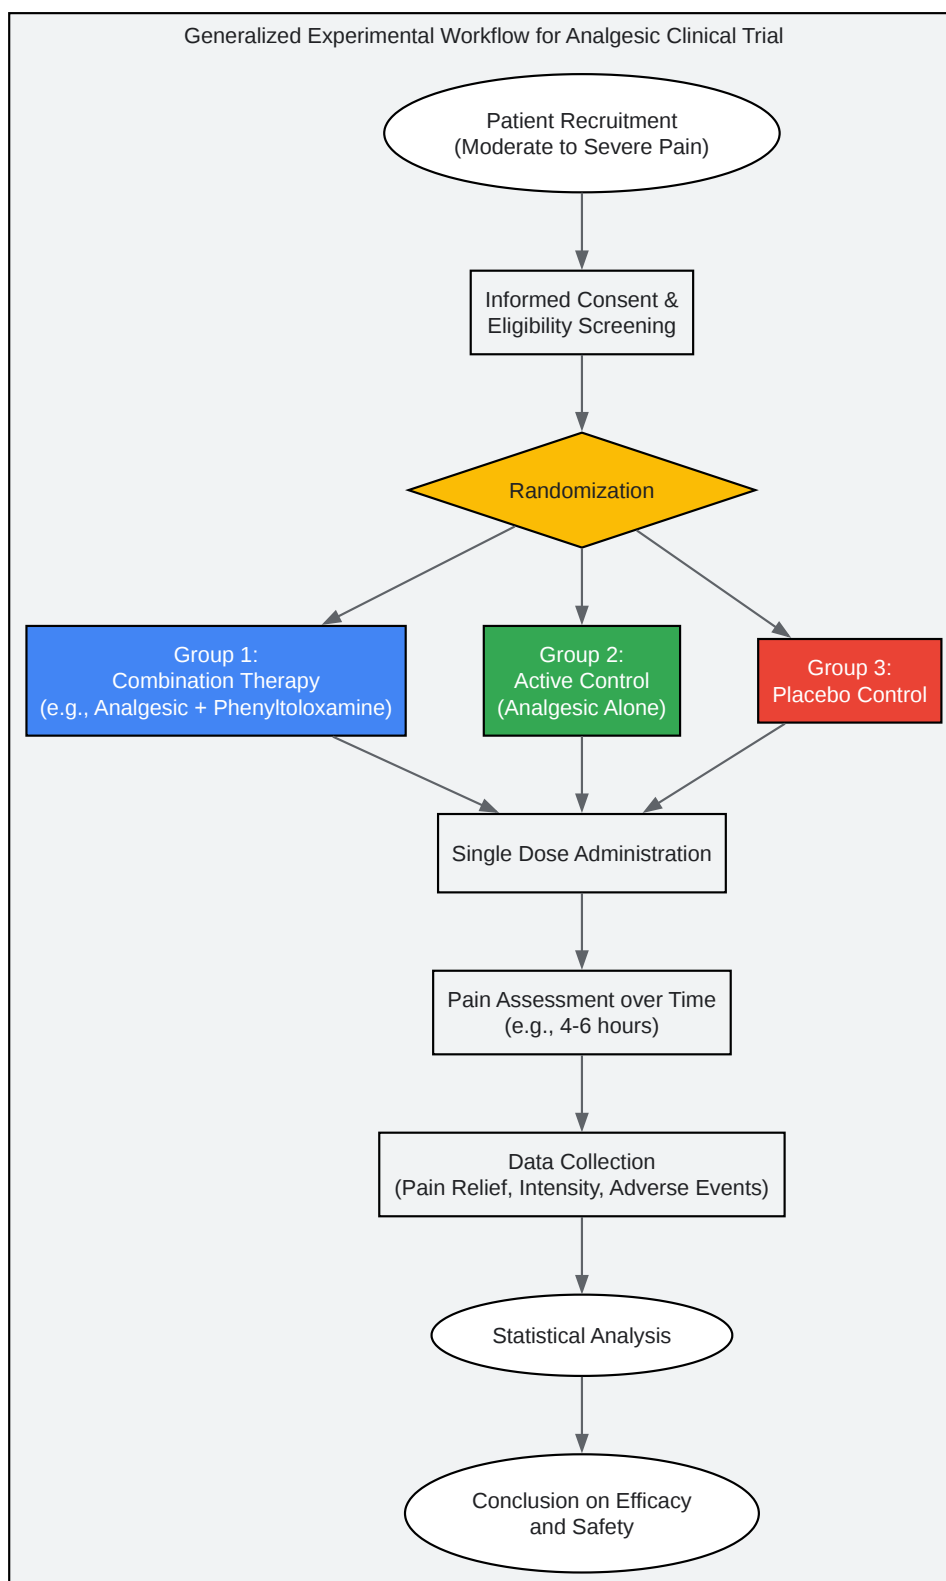 Generalized Experimental Workflow for Analgesic Clinical Trial
Patient Recruitment
(Moderate to Severe Pain)
Informed Consent &
Eligibility Screening
Randomization
Group 1:
Combination Therapy
(e.g., Analgesic + Phenyltoloxamine)
Group 2:
Active Control
(Analgesic Alone)
Group 3:
Placebo Control
Single Dose Administration
Pain Assessment over Time
(e.g., 4-6 hours)
Data Collection
(Pain Relief, Intensity, Adverse Events)
Statistical Analysis
Conclusion on Efficacy
and Safety